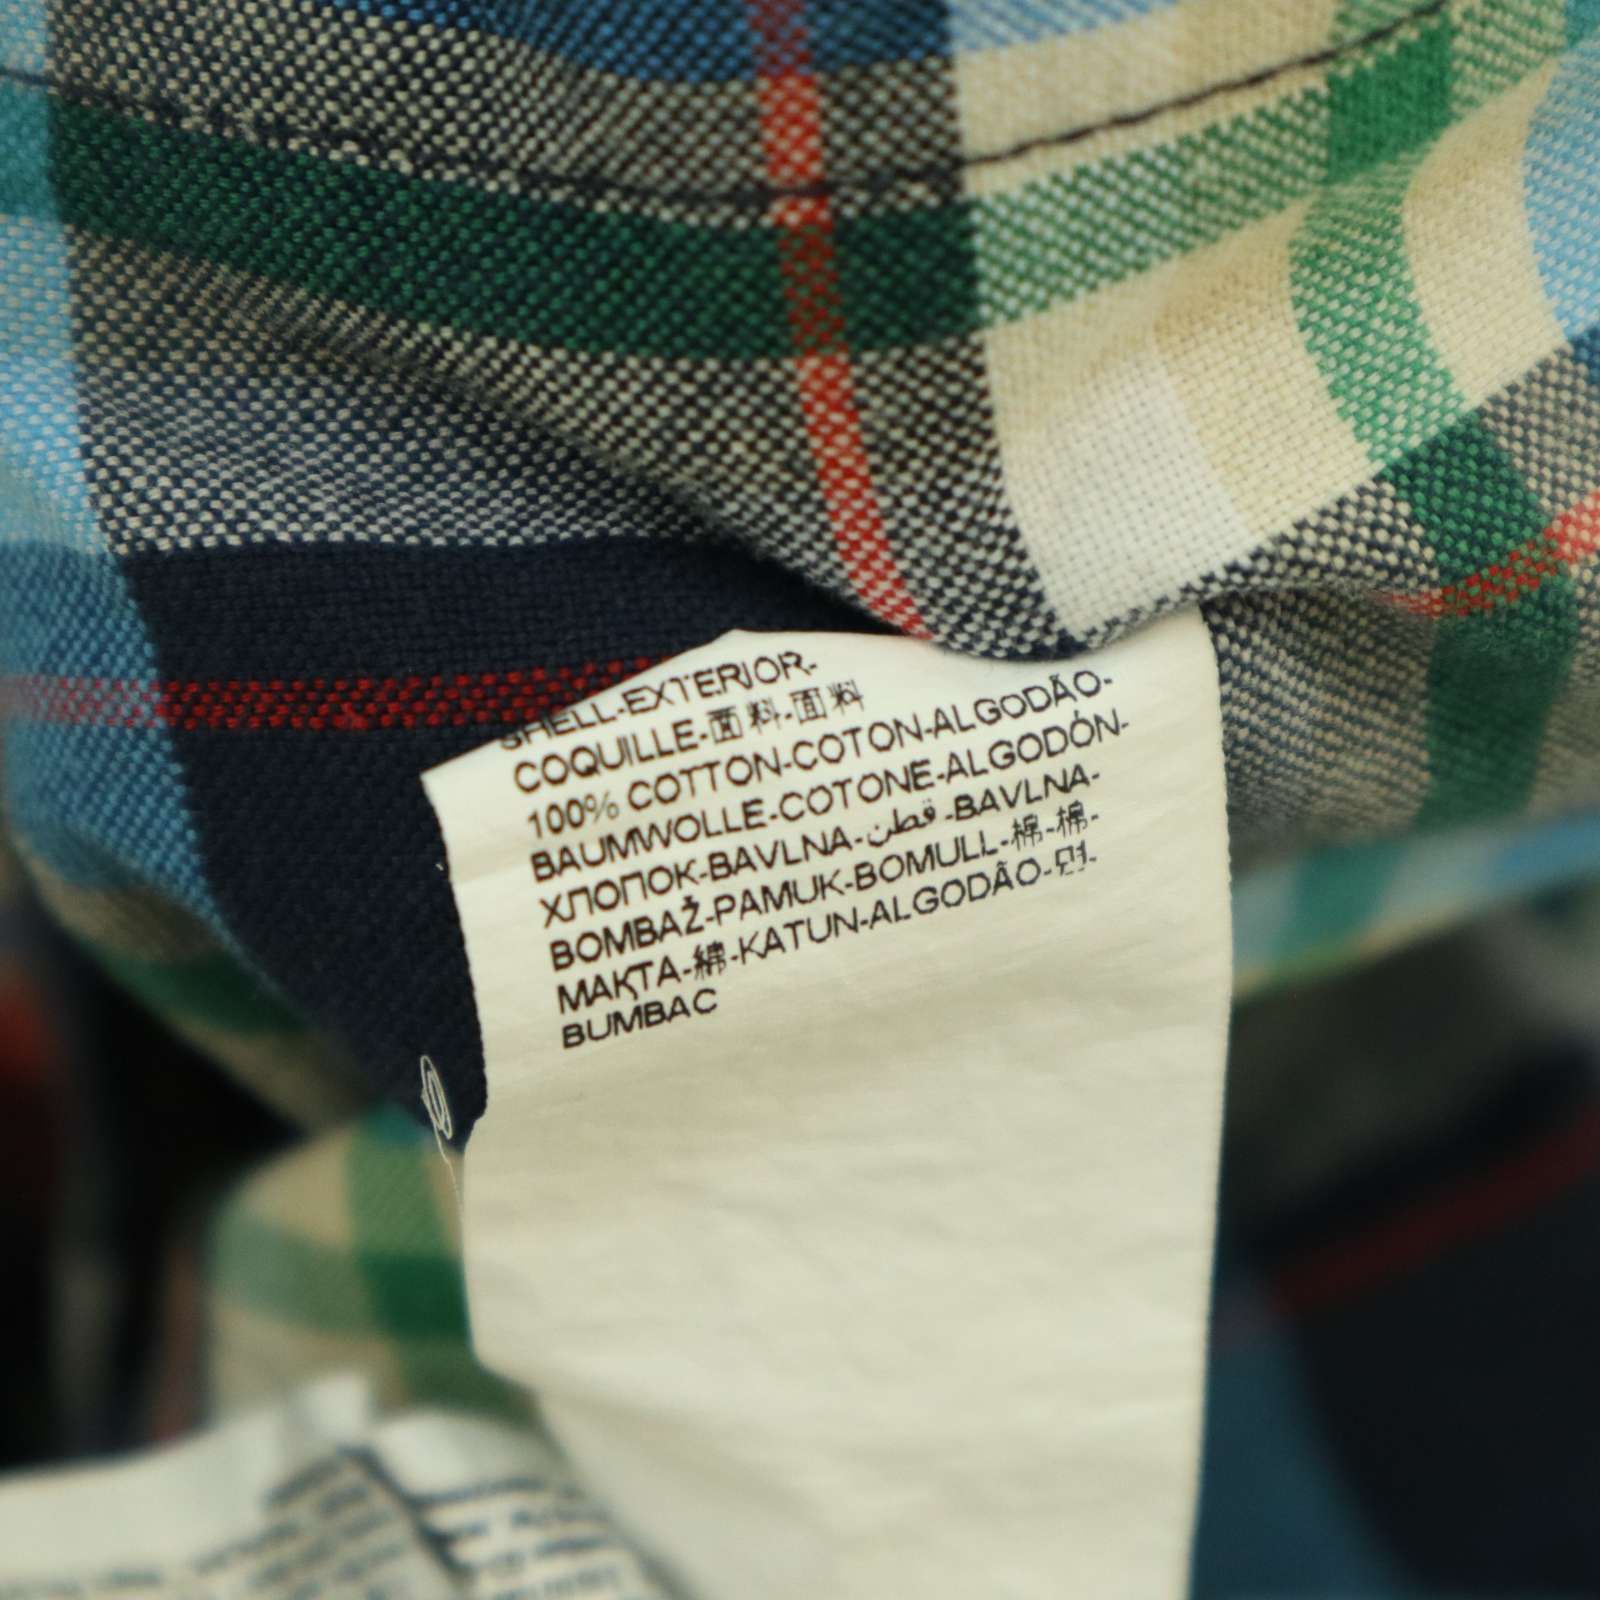 SHELL-EXTERIOR-
COQUILLE-面料-面料
100% COTTON-COTON-ALGODÃO-
BAUMWOLLE-COTONE-ALGODÓN-
ХЛОПОК-BAVLNA-قطن-BAVLNA-
BOMBAŽ-PAMUK-BOMULL-棉-棉-
МАҚТА-綿-KATUN-ALGODÃO-면-
BUMBAC